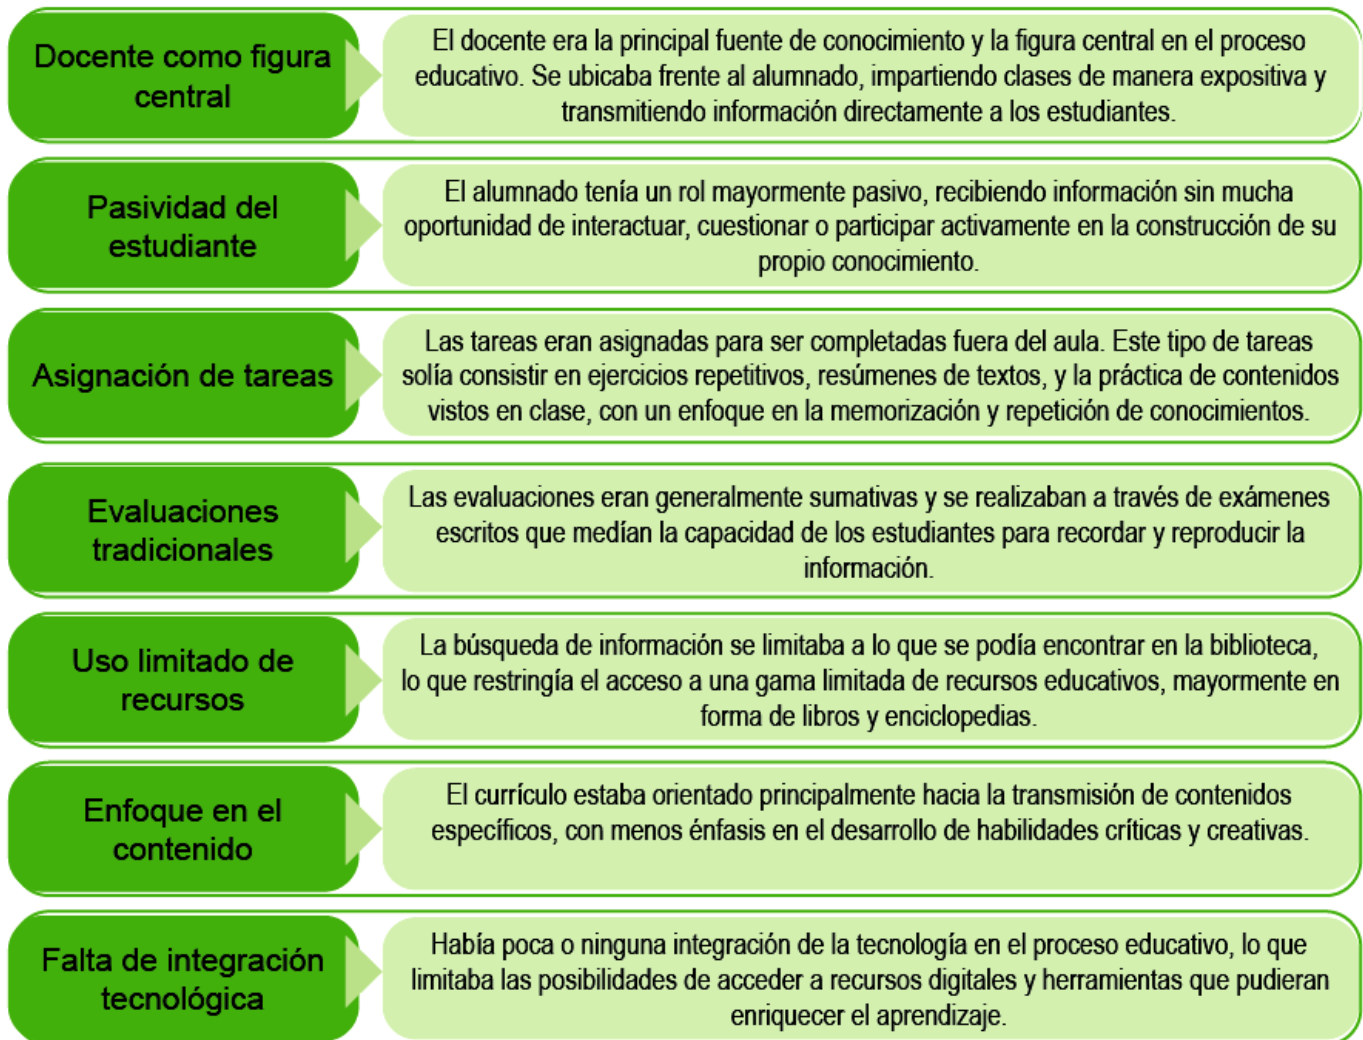 Docente como figura
central
El docente era la principal fuente de conocimiento y la figura central en el proceso
educativo. Se ubicaba frente al alumnado, impartiendo clases de manera expositiva y
transmitiendo información directamente a los estudiantes.
Pasividad del
estudiante
El alumnado tenía un rol mayormente pasivo, recibiendo información sin mucha
oportunidad de interactuar, cuestionar o participar activamente en la construcción de su
propio conocimiento.
Asignación de tareas
Las tareas eran asignadas para ser completadas fuera del aula. Este tipo de tareas
solía consistir en ejercicios repetitivos, resúmenes de textos, y la práctica de contenidos
vistos en clase, con un enfoque en la memorización y repetición de conocimientos.
Evaluaciones
tradicionales
Las evaluaciones eran generalmente sumativas y se realizaban a través de exámenes
escritos que medían la capacidad de los estudiantes para recordar y reproducir la
información.
Uso limitado de
recursos
La búsqueda de información se limitaba a lo que se podía encontrar en la biblioteca,
lo que restringía el acceso a una gama limitada de recursos educativos, mayormente en
forma de libros y enciclopedias.
Enfoque en el
contenido
El currículo estaba orientado principalmente hacia la transmisión de contenidos
específicos, con menos énfasis en el desarrollo de habilidades críticas y creativas.
Falta de integración
tecnológica
Había poca o ninguna integración de la tecnología en el proceso educativo, lo que
limitaba las posibilidades de acceder a recursos digitales y herramientas que pudieran
enriquecer el aprendizaje.